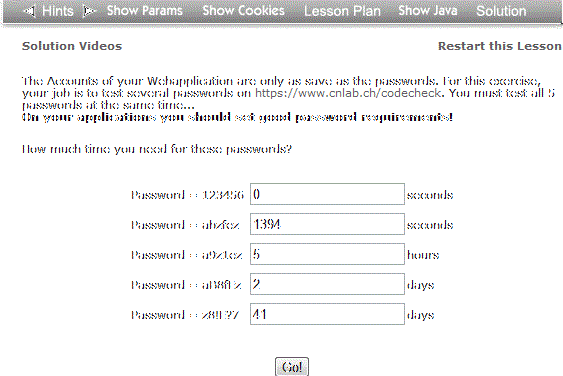 Hints Show Params Show Cookies Lesson Plan Show Java Solution
Solution Videos Restart this Lesson
The Accounts of your Webapplication are only as save as the passwords. For this exercise,
your job is to test several passwords on https://www.cnlab.ch/codecheck. You must test all 5
passwords at the same time...
On your applications you should set good password requirements!
How much time you need for these passwords?
Password = 123456 0 seconds
Password = abzfez 1394 seconds
Password = a9z1ez 5 hours
Password = aB8fEz 2 days
Password = z8!E?7 41 days
Go!